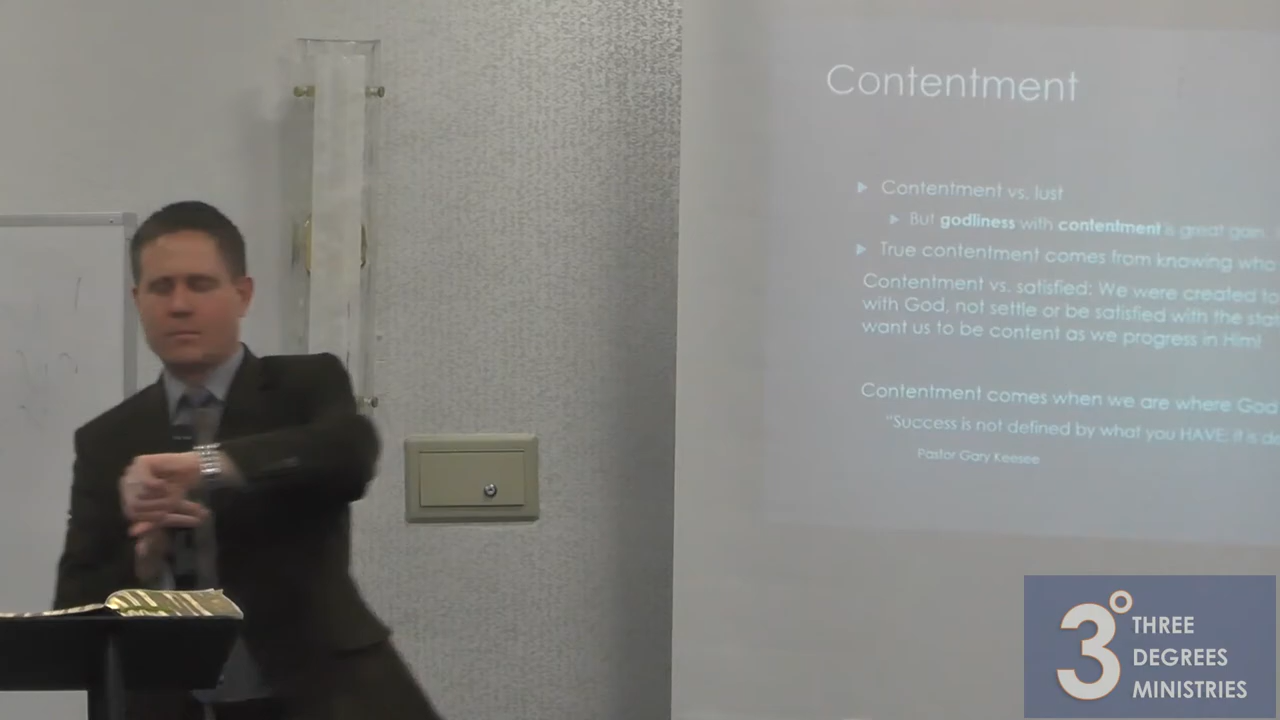 Contentment
Contentment vs. lust
But godliness with contentment is great gain.
True contentment comes from knowing who
Contentment vs. satisfied: We were created to
with God, not settle or be satisfied with the
want us to be content as we progress in Him!
Contentment comes when we are where God
"Success is not defined by what you HAVE; it is
Pastor Gary Keesee
3°
THREE
DEGREES
MINISTRIES